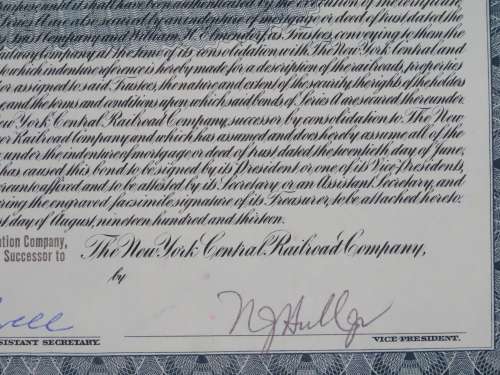 purposes, until it shall have been authenticated by the execution of the certificate,
Series A are also secured by an indenture of mortgage or deed of trust dated the
Trust Company and William H. Elmendorf as Trustees, conveying to them the
Railway Company at the time of its consolidation with The New York Central and
to which indenture reference is hereby made for a description of the railroads, properties
or assigned to said Trustees, the nature and extent of the security, the rights of the holders
and the terms and conditions upon which said bonds of Series A are secured thereunder.
New York Central Railroad Company, successor by consolidation to The New
River Railroad Company and which has assumed and does hereby assume all of the
under the indenture of mortgage or deed of trust dated the twentieth day of June,
has caused this bond to be signed by its President or one of its Vice-Presidents,
hereunto affixed and to be attested by its Secretary or an Assistant Secretary, and
bearing the engraved facsimile signature of its Treasurer, to be attached hereto.
first day of August, nineteen hundred and thirteen.
ation Company,
Successor to
The New York Central Railroad Company,
by
SISTANT SECRETARY.
VICE-PRESIDENT.